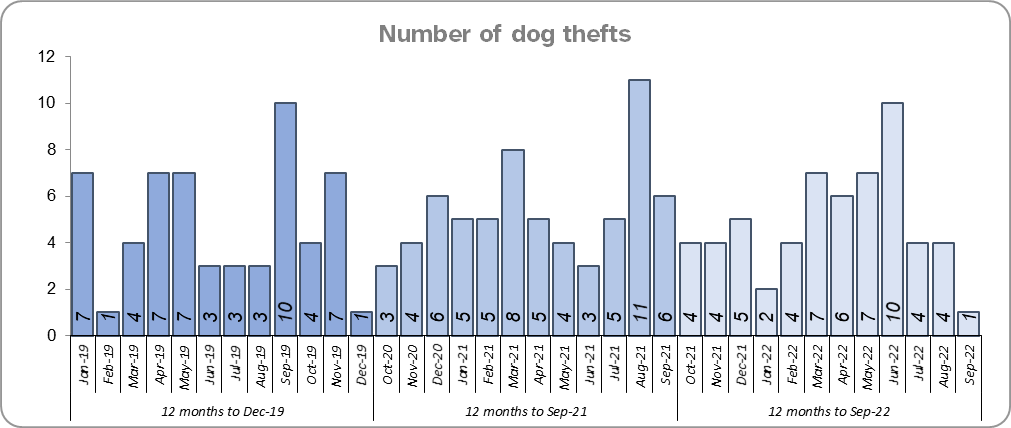 Number of dog thefts
12
10
8
6
4
2
0
7 1 4 7 7 3 3 3 10 4 7 1 3 4 6 5 5 8 5 4 3 5 11 6 4 4 5 2 4 7 6 7 10 4 4 1
Jan-19 Feb-19 Mar-19 Apr-19 May-19 Jun-19 Jul-19 Aug-19 Sep-19 Oct-19 Nov-19 Dec-19 Oct-20 Nov-20 Dec-20 Jan-21 Feb-21 Mar-21 Apr-21 May-21 Jun-21 Jul-21 Aug-21 Sep-21 Oct-21 Nov-21 Dec-21 Jan-22 Feb-22 Mar-22 Apr-22 May-22 Jun-22 Jul-22 Aug-22 Sep-22
12 months to Dec-19 12 months to Sep-21 12 months to Sep-22